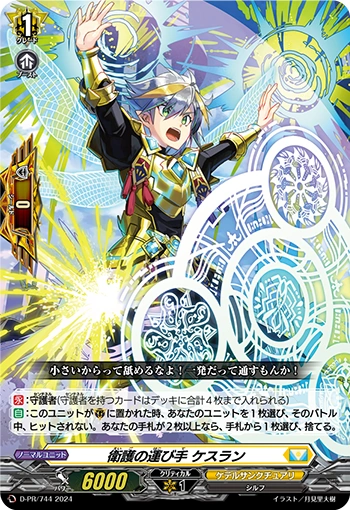 1
グレード
ブースト
シールド
0
小さいからって舐めるなよ！一発だって通すもんか！
永:守護者(守護者を持つカードはデッキに合計４枚まで入れられる)
自:このユニットがGに置かれた時、あなたのユニットを１枚選び、そのバトル
中、ヒットされない。あなたの手札が２枚以上なら、手札から１枚選び、捨てる。
ノーマルユニット
衛護の運び手 ケスラン
パワー
6000
クリティカル
1
ケテルサンクチュアリ
シルフ
D-PR/744 2024
イラスト/月見里大樹